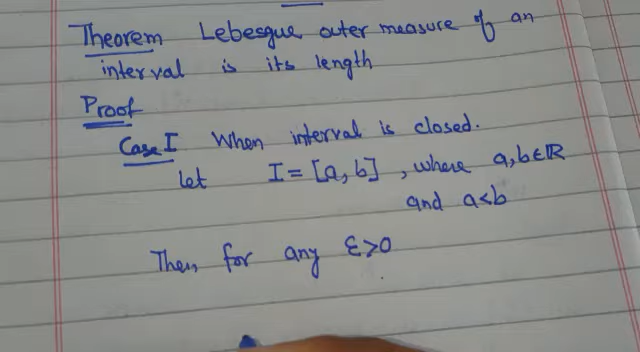 Theorem Lebesgue outer measure of an
interval is its length
Proof
Case I When interval is closed.
Let I = [a, b] , where a, b ∈ ℝ
and a < b
Then for any ε > 0